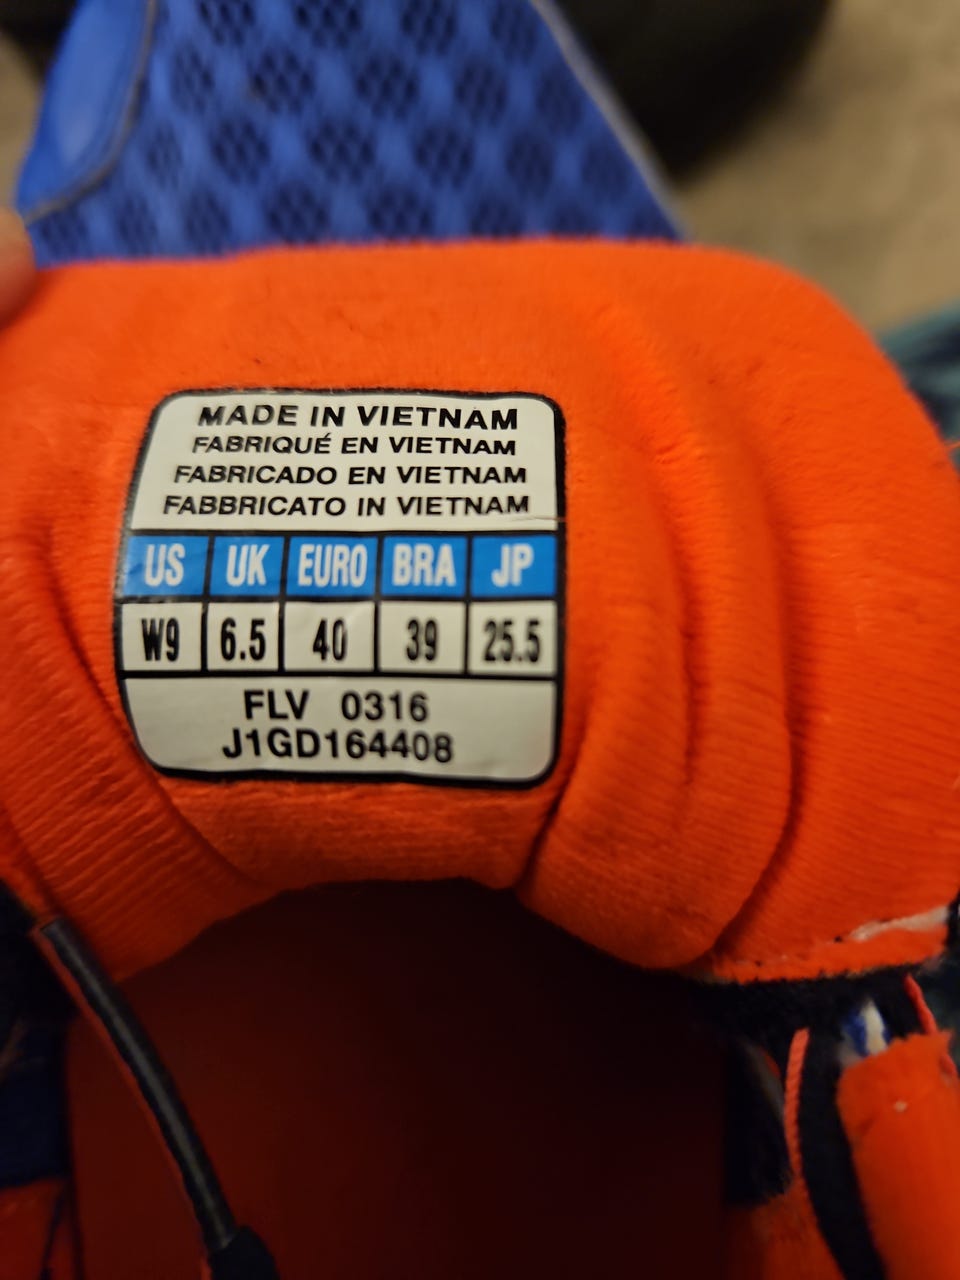 MADE IN VIETNAM
FABRIQUÉ EN VIETNAM
FABRICADO EN VIETNAM
FABBRICATO IN VIETNAM
US UK EURO BRA JP
W9 6.5 40 39 25.5
FLV 0316
J1GD164408